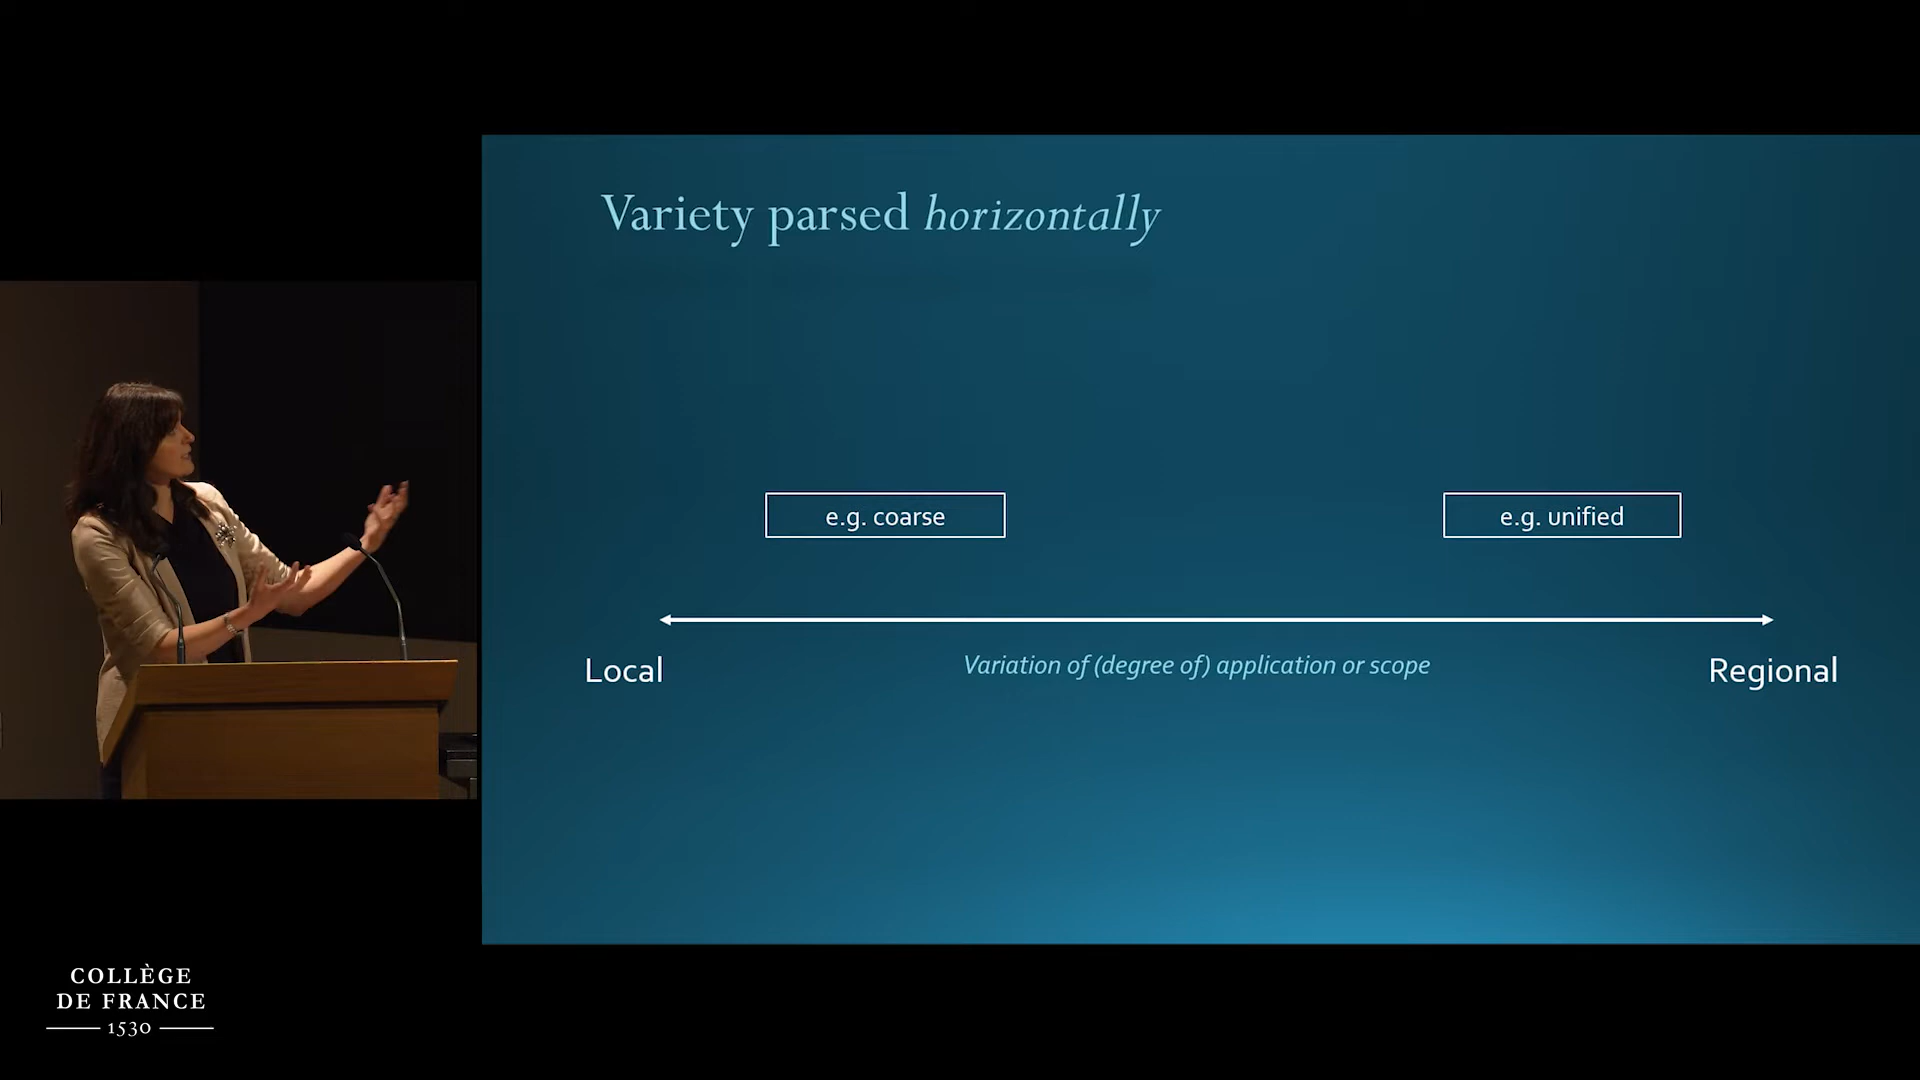 Variety parsed horizontally
e.g. coarse
e.g. unified
Local
Variation of (degree of) application or scope
Regional
COLLÈGE
DE FRANCE
1530